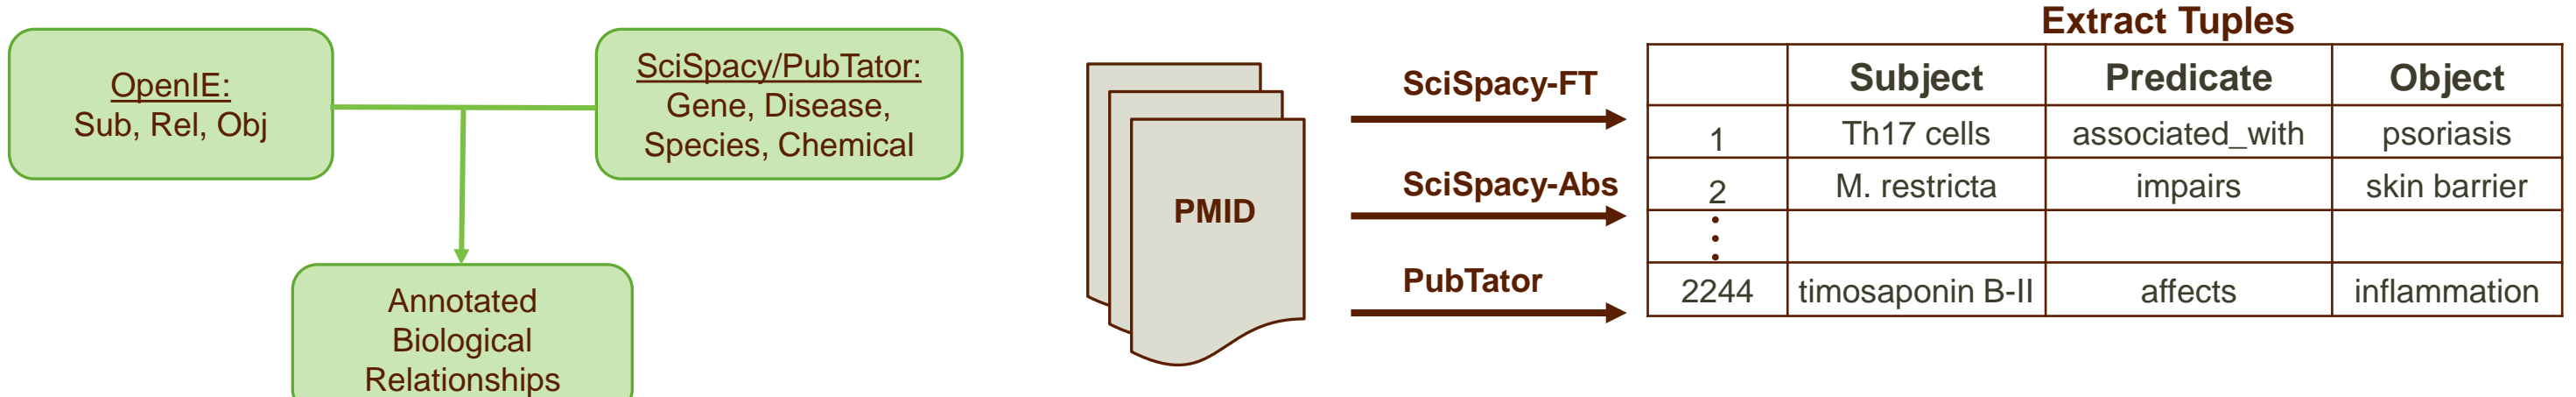 OpenIE:
Sub, Rel, Obj
SciSpacy/PubTator:
Gene, Disease,
Species, Chemical
Annotated
Biological
Relationships
PMID
SciSpacy-FT
SciSpacy-Abs
PubTator
Extract Tuples
Subject Predicate Object
1 Th17 cells associated_with psoriasis
2 M. restricta impairs skin barrier
⋮
2244 timosaponin B-II affects inflammation